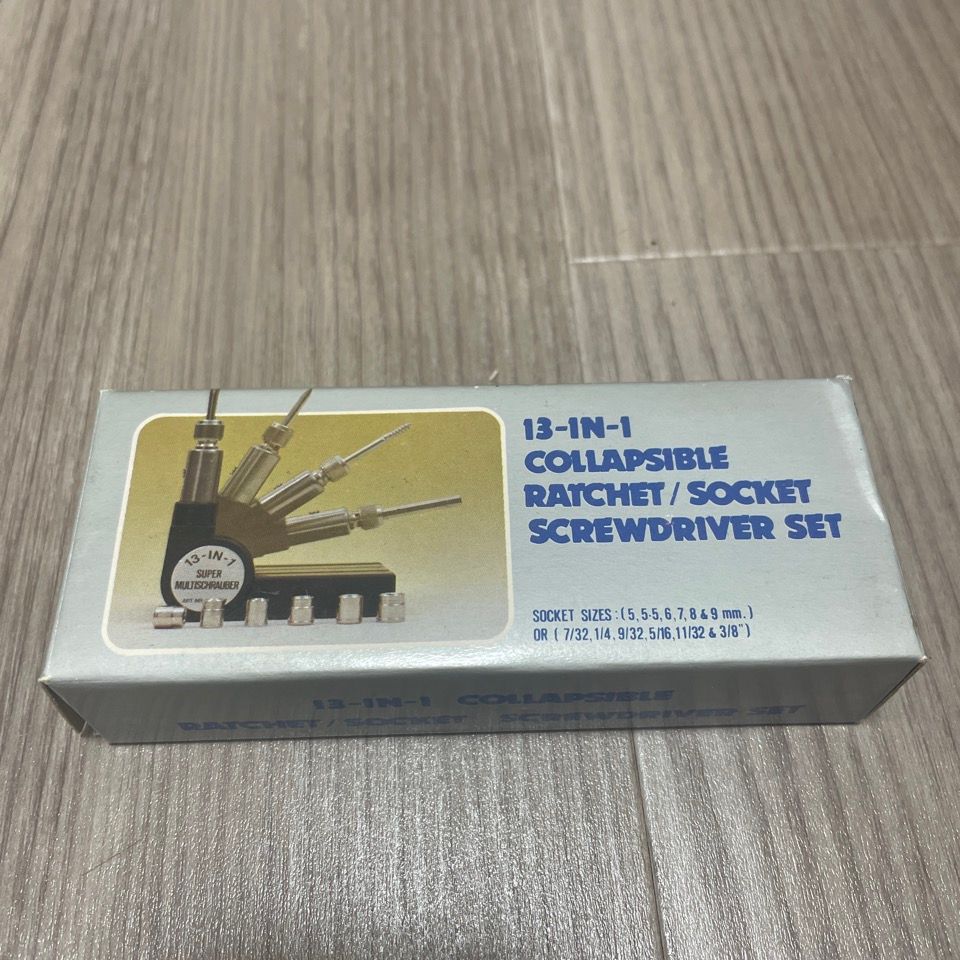 13-IN-1
COLLAPSIBLE
RATCHET/SOCKET
SCREWDRIVER SET
SOCKET SIZES:(5, 5·5, 6, 7, 8 & 9 mm.)
OR ( 7/32, 1/4, 9/32, 5/16, 11/32 & 3/8")
13-IN-1
SUPER
MULTISCHRAUBER
13-IN-1 COLLAPSIBLE
RATCHET/SOCKET SCREWDRIVER SET